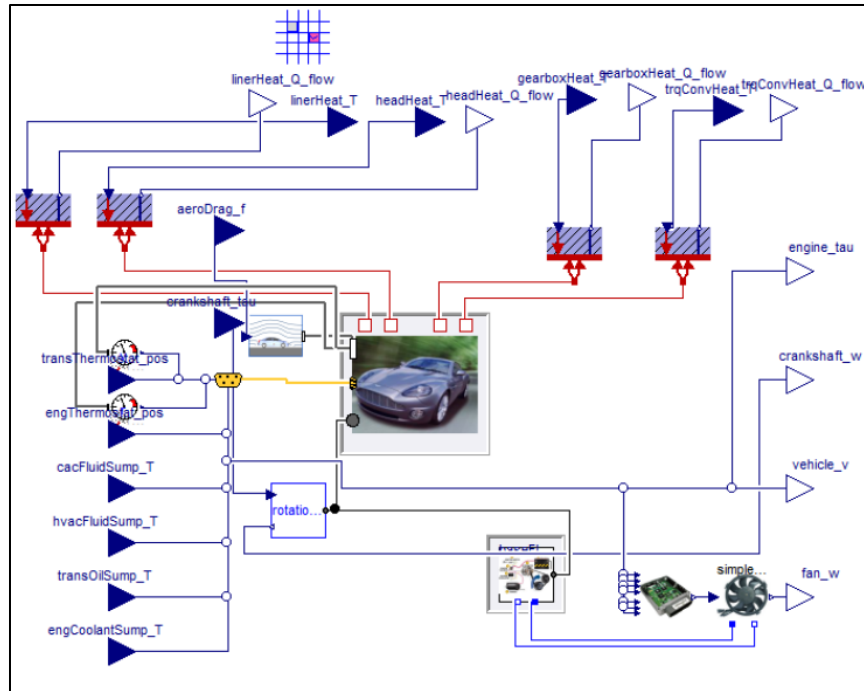 linerHeat_Q_flow
linerHeat_T
headHeat_T
headHeat_Q_flow
gearboxHeat_T
gearboxHeat_Q_flow
trqConvHeat_T
trqConvHeat_Q_flow
aeroDrag_f
engine_tau
crankshaft_tau
transThermostat_pos
crankshaft_w
engThermostat_pos
cacFluidSump_T
vehicle_v
rotatio...
hvacFluidSump_T
simple...
transOilSump_T
fan_w
engCoolantSump_T